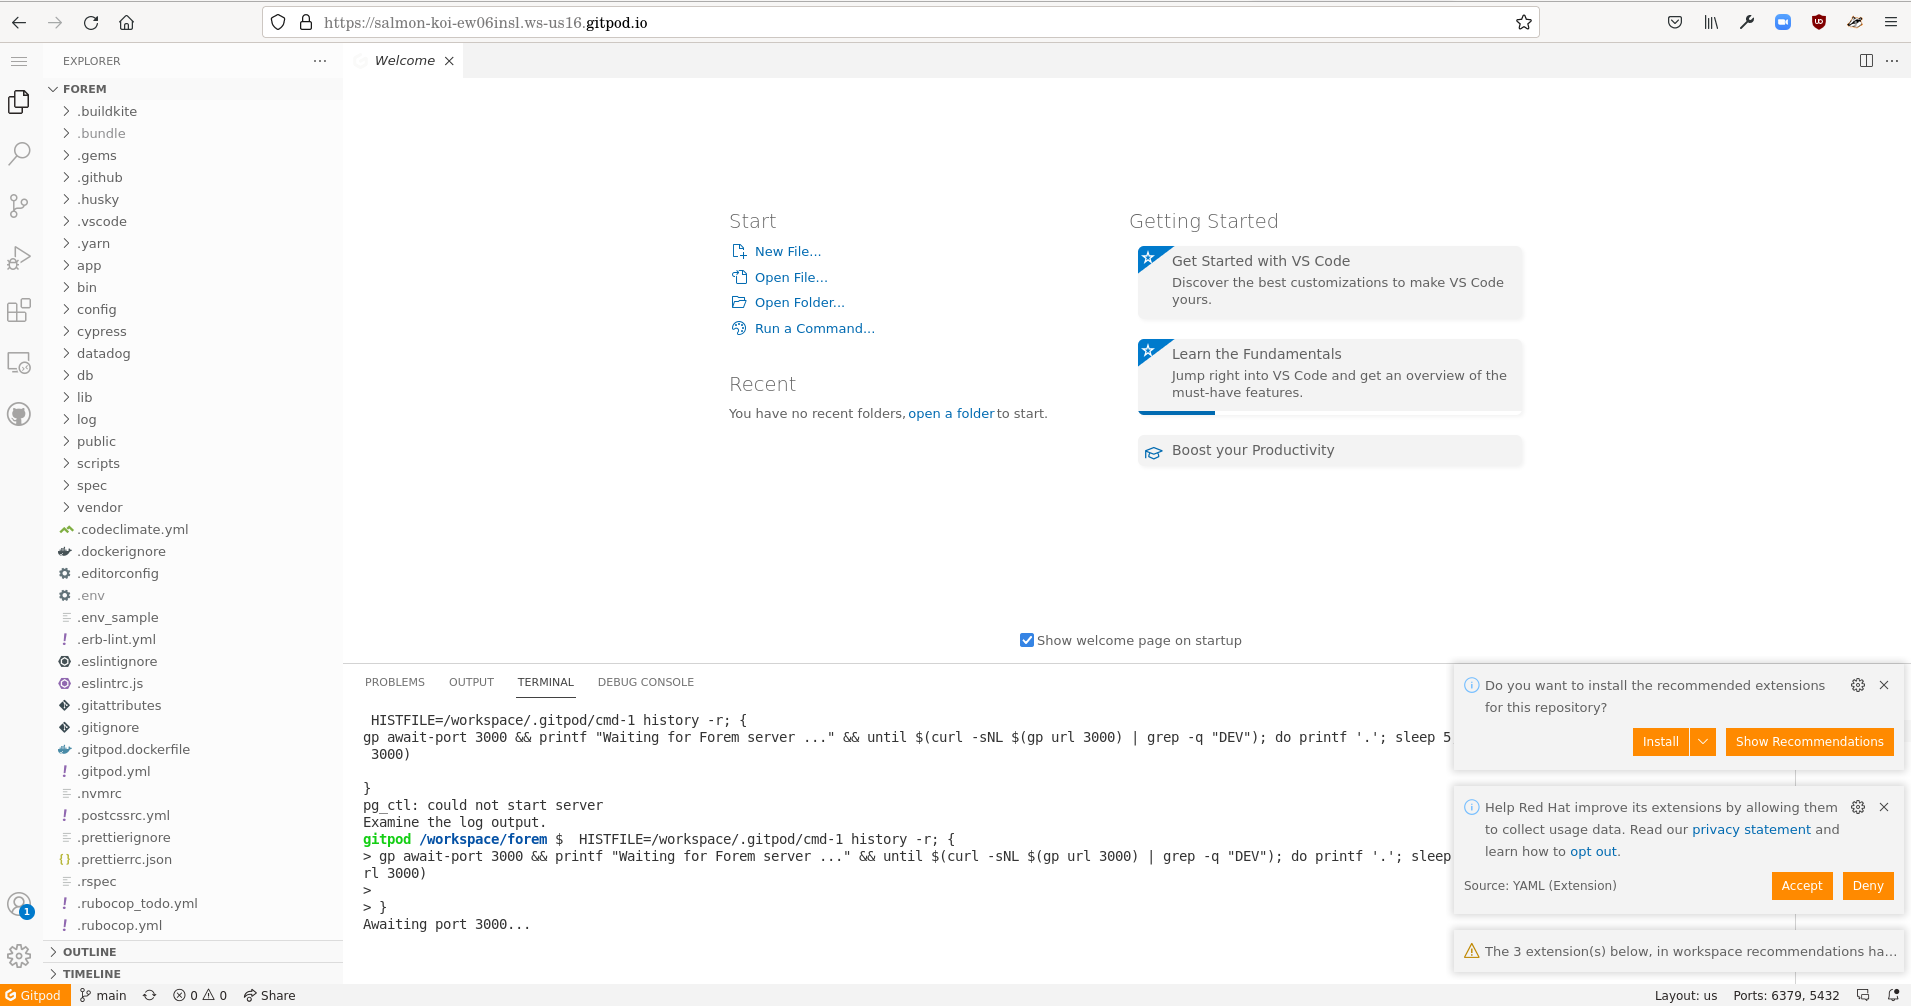 https://salmon-koi-ew06insl.ws-us16.gitpod.io
EXPLORER
Welcome
FOREM
.buildkite
.bundle
.gems
.github
.husky
.vscode
.yarn
app
bin
config
cypress
datadog
db
lib
log
public
scripts
spec
vendor
.codeclimate.yml
.dockerignore
.editorconfig
.env
.env_sample
.erb-lint.yml
.eslintignore
.eslintrc.js
.gitattributes
.gitignore
.gitpod.dockerfile
.gitpod.yml
.nvmrc
.postcssrc.yml
.prettierignore
.prettierrc.json
.rspec
.rubocop_todo.yml
.rubocop.yml
OUTLINE
TIMELINE
1
Start
New File...
Open File...
Open Folder...
Run a Command...
Recent
You have no recent folders, open a folder to start.
Getting Started
Get Started with VS Code
Discover the best customizations to make VS Code
yours.
Learn the Fundamentals
Jump right into VS Code and get an overview of the
must-have features.
Boost your Productivity
Show welcome page on startup
PROBLEMS OUTPUT TERMINAL DEBUG CONSOLE
HISTFILE=/workspace/.gitpod/cmd-1 history -r; {
gp await-port 3000 && printf "Waiting for Forem server ..." && until $(curl -sNL $(gp url 3000) | grep -q "DEV"); do printf '.'; sleep 5
3000)
}
pg_ctl: could not start server
Examine the log output.
gitpod /workspace/forem $  HISTFILE=/workspace/.gitpod/cmd-1 history -r; {
> gp await-port 3000 && printf "Waiting for Forem server ..." && until $(curl -sNL $(gp url 3000) | grep -q "DEV"); do printf '.'; sleep
rl 3000)
>
> }
Awaiting port 3000...
Do you want to install the recommended extensions
for this repository?
Install Show Recommendations
Help Red Hat improve its extensions by allowing them
to collect usage data. Read our privacy statement and
learn how to opt out.
Source: YAML (Extension) Accept Deny
The 3 extension(s) below, in workspace recommendations ha...
Gitpod main 0 0 Share Layout: us Ports: 6379, 5432